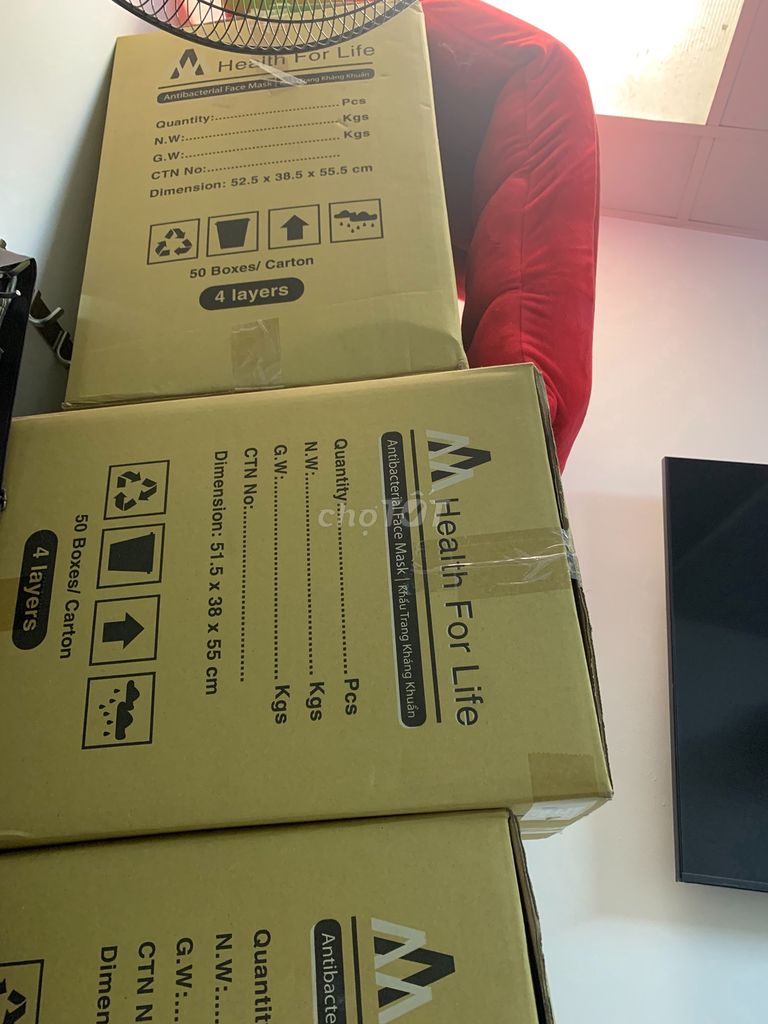 Health For Life
Antibacterial Face Mask | Khẩu Trang Kháng Khuẩn
Quantity:............................Pcs
N.W:...................................Kgs
G.W:...................................Kgs
CTN No:....................................
Dimension: 52.5 x 38.5 x 55.5 cm
50 Boxes/ Carton
4 layers
Health For Life
Antibacterial Face Mask | Khẩu Trang Kháng Khuẩn
Quantity:............................Pcs
N.W:...................................Kgs
G.W:...................................Kgs
CTN No:....................................
Dimension: 51.5 x 38 x 55 cm
50 Boxes/ Carton
4 layers
chợTỐT
Antibacte
Quantit
N.W:...
G.W:...
CTN N
Dimen